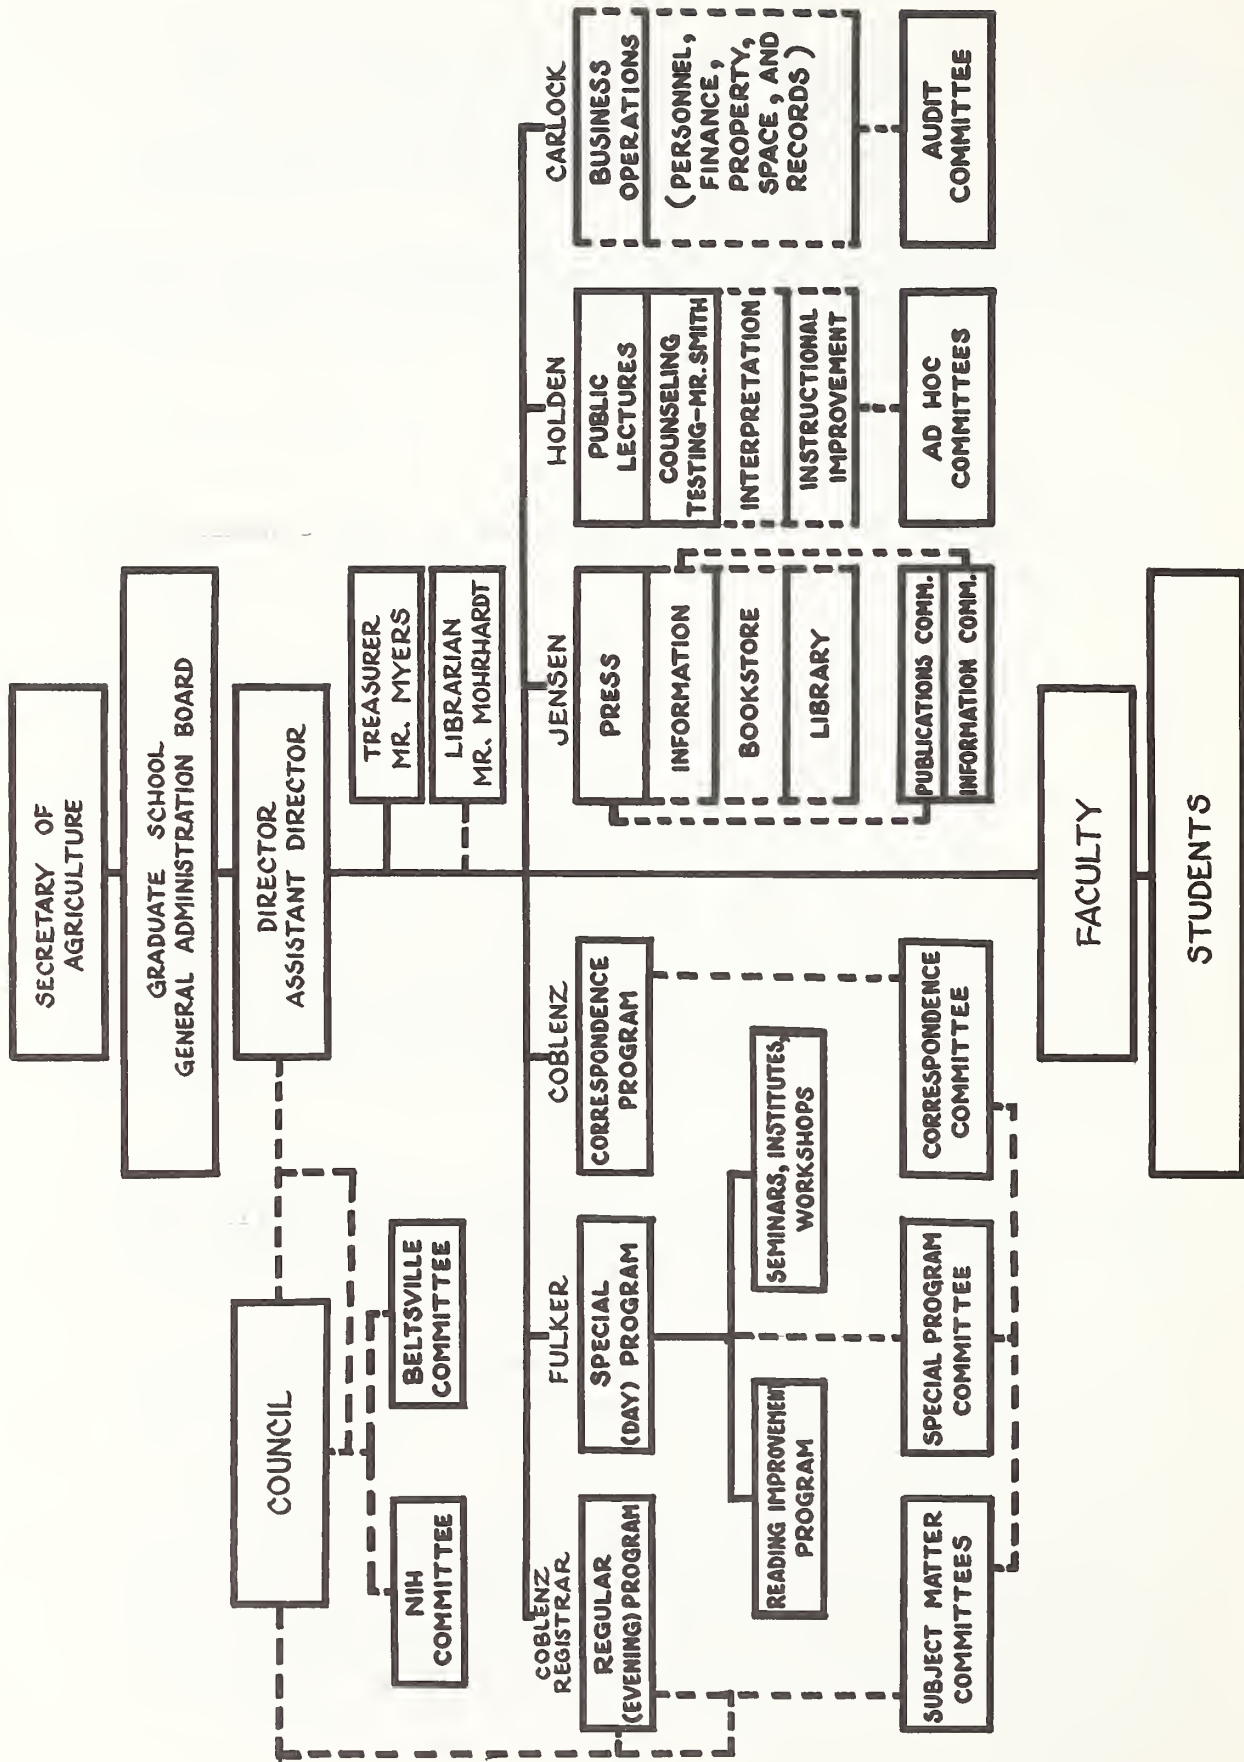 SECRETARY OF
AGRICULTURE
GRADUATE SCHOOL
GENERAL ADMINISTRATION BOARD
COUNCIL
DIRECTOR
ASSISTANT DIRECTOR
NIH
COMMITTEE
BELTSVILLE
COMMITTEE
TREASURER
MR. MYERS
LIBRARIAN
MR. MOHRHARDT
COBLENZ
REGISTRAR
REGULAR
(EVENING) PROGRAM
FULKER
SPECIAL
(DAY) PROGRAM
COBLENZ
CORRESPONDENCE
PROGRAM
JENSEN
PRESS
INFORMATION
BOOKSTORE
LIBRARY
HOLDEN
PUBLIC
LECTURES
COUNSELING
TESTING-MR. SMITH
INTERPRETATION
INSTRUCTIONAL
IMPROVEMENT
CARLOCK
BUSINESS
OPERATIONS
(PERSONNEL,
FINANCE,
PROPERTY,
SPACE, AND
RECORDS)
READING IMPROVEMENT
PROGRAM
SEMINARS, INSTITUTES,
WORKSHOPS
SUBJECT MATTER
COMMITTEES
SPECIAL PROGRAM
COMMITTEE
CORRESPONDENCE
COMMITTEE
PUBLICATIONS COMM.
INFORMATION COMM.
AD HOC
COMMITTEES
AUDIT
COMMITTEE
FACULTY
STUDENTS